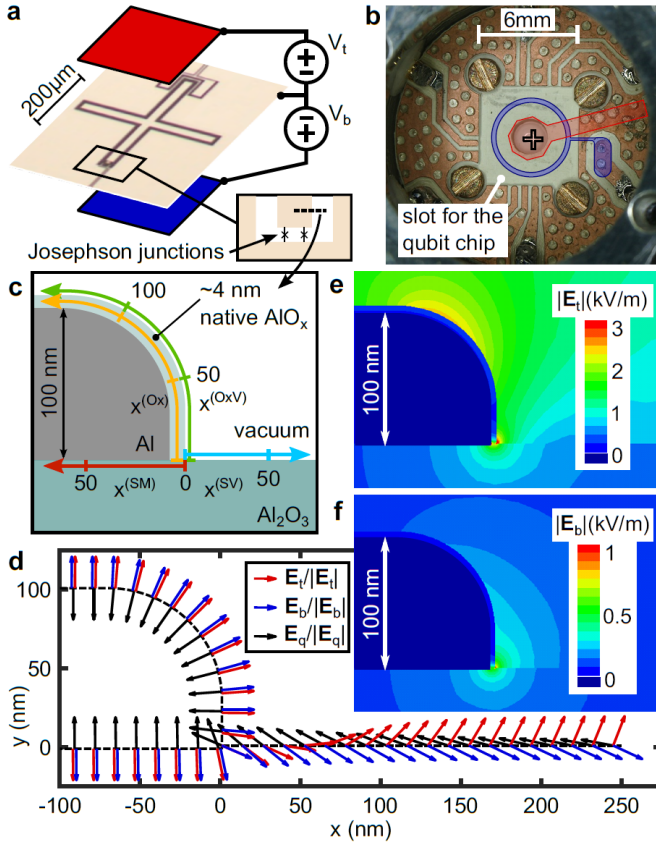 a
200μm
V_t
V_b
Josephson junctions
b
6mm
slot for the
qubit chip
c
100
~4 nm
native AlO_x
100 nm
50
x^(Ox)
x^(OxV)
Al
vacuum
50
0
50
x^(SM)
x^(SV)
Al₂O₃
e
|E_t|(kV/m)
3
2
1
0
100 nm
f
|E_b|(kV/m)
1
0.5
0
100 nm
d
E_t/|E_t|
E_b/|E_b|
E_q/|E_q|
y (nm)
100
50
0
-100
-50
0
50
100
150
200
250
x (nm)